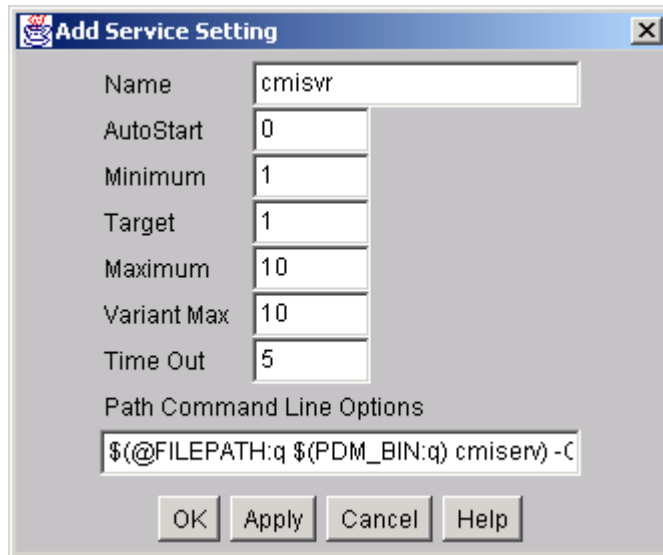 Add Service Setting
Name cmisvr
AutoStart 0
Minimum 1
Target 1
Maximum 10
Variant Max 10
Time Out 5
Path Command Line Options
$(@FILEPATH:q $(PDM_BIN:q) cmiserv) -C
OK Apply Cancel Help